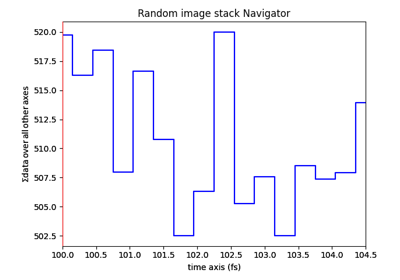 Random image stack Navigator
520.0
517.5
515.0
512.5
510.0
507.5
505.0
502.5
Σdata over all other axes
100.0 100.5 101.0 101.5 102.0 102.5 103.0 103.5 104.0 104.5
time axis (fs)